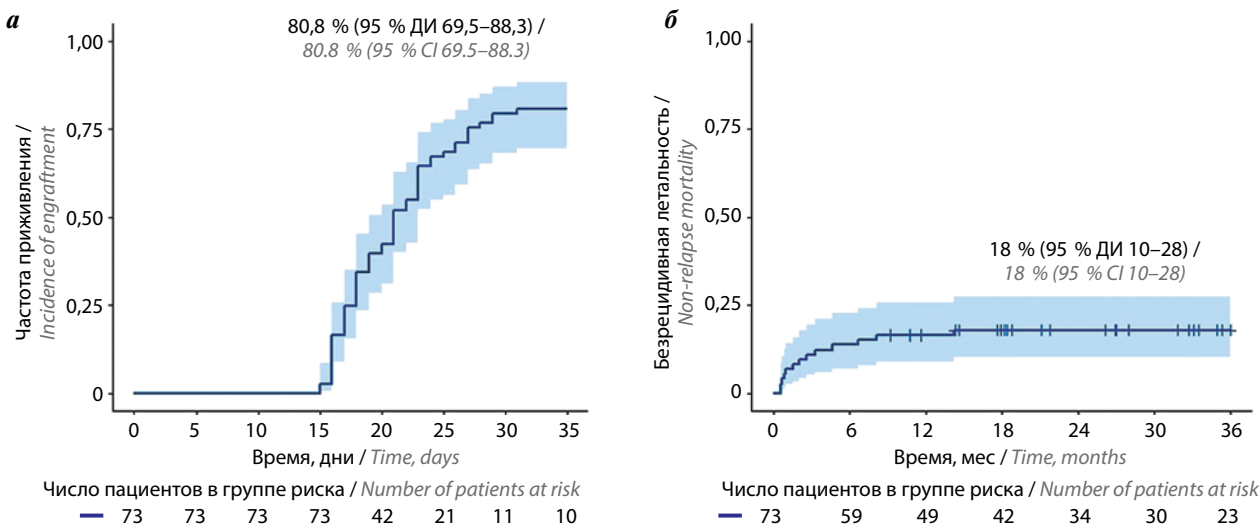 а
80,8 % (95 % ДИ 69,5–88,3) /
80.8 % (95 % CI 69.5–88.3)
Частота приживления /
Incidence of engraftment
1,00
0,75
0,50
0,25
0
0 5 10 15 20 25 30 35
Время, дни / Time, days
Число пациентов в группе риска / Number of patients at risk
73 73 73 73 42 21 11 10
б
18 % (95 % ДИ 10–28) /
18 % (95 % CI 10–28)
Безрецидивная летальность /
Non-relapse mortality
1,00
0,75
0,50
0,25
0
0 6 12 18 24 30 36
Время, мес / Time, months
Число пациентов в группе риска / Number of patients at risk
73 59 49 42 34 30 23